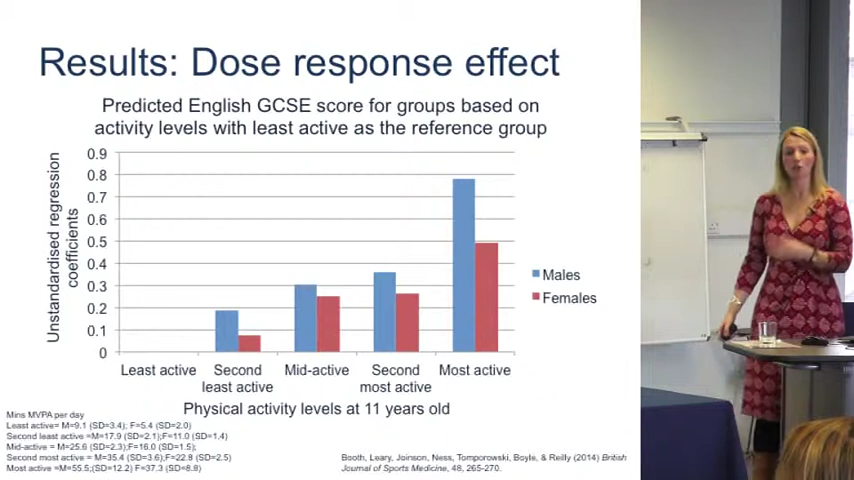 Results: Dose response effect
Predicted English GCSE score for groups based on
activity levels with least active as the reference group
Unstandardised regression
coefficients
0.9
0.8
0.7
0.6
0.5
0.4
0.3
0.2
0.1
0
Males
Females
Least active Second least active Mid-active Second most active Most active
Physical activity levels at 11 years old
Mins MVPA per day
Least active= M=9.1 (SD=3.4); F=5.4 (SD=2.0)
Second least active =M=17.9 (SD=2.1);F=11.0 (SD=1.4)
Mid-active = M=25.6 (SD=2.3);F=16.0 (SD=1.5);
Second most active = M=35.4 (SD=3.6);F=22.8 (SD=2.5)
Most active =M=55.5;(SD=12.2) F=37.3 (SD=8.8)
Booth, Leary, Joinson, Ness, Tomporowski, Boyle, & Reilly (2014) British
Journal of Sports Medicine, 48, 265-270.